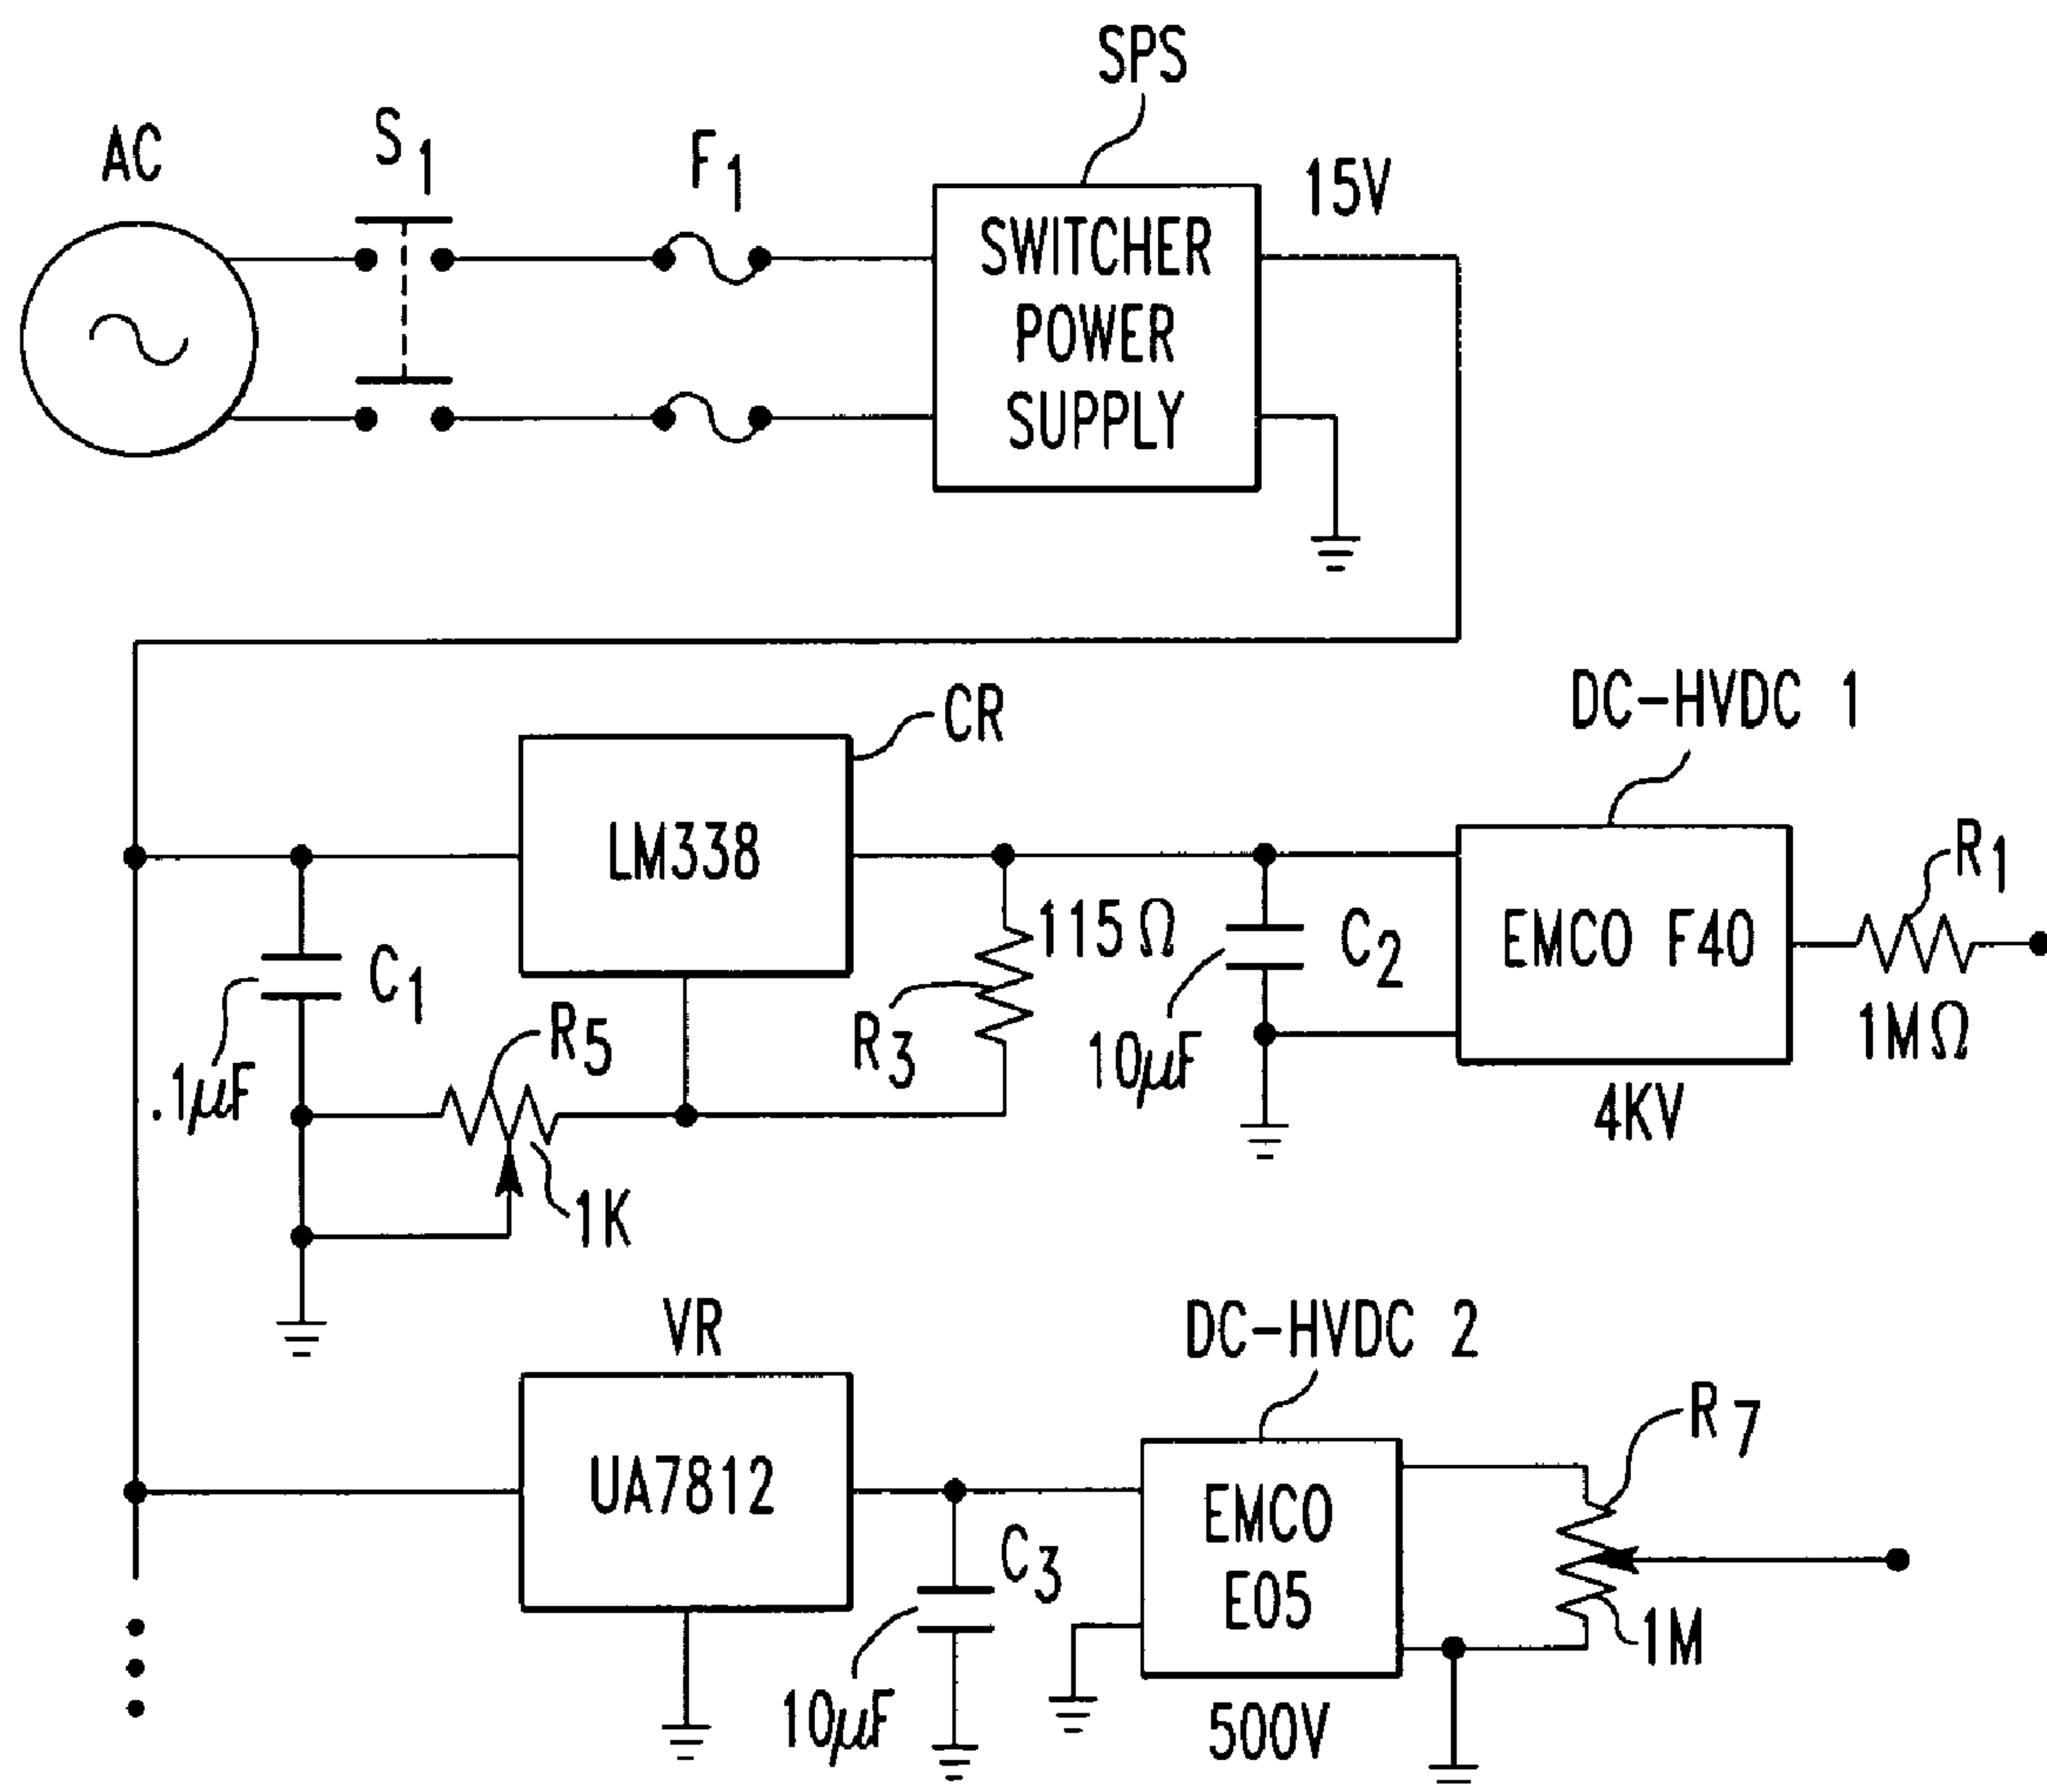 SPS
AC
S1
F1
15V
SWITCHER
POWER
SUPPLY
DC-HVDC 1
CR
LM338
R1
115Ω
C2
EMCO F40
C1
R5
R3
10µF
1MΩ
.1µF
4KV
1K
VR
DC-HVDC 2
R7
UA7812
EMCO
E05
C3
1M
10µF
500V